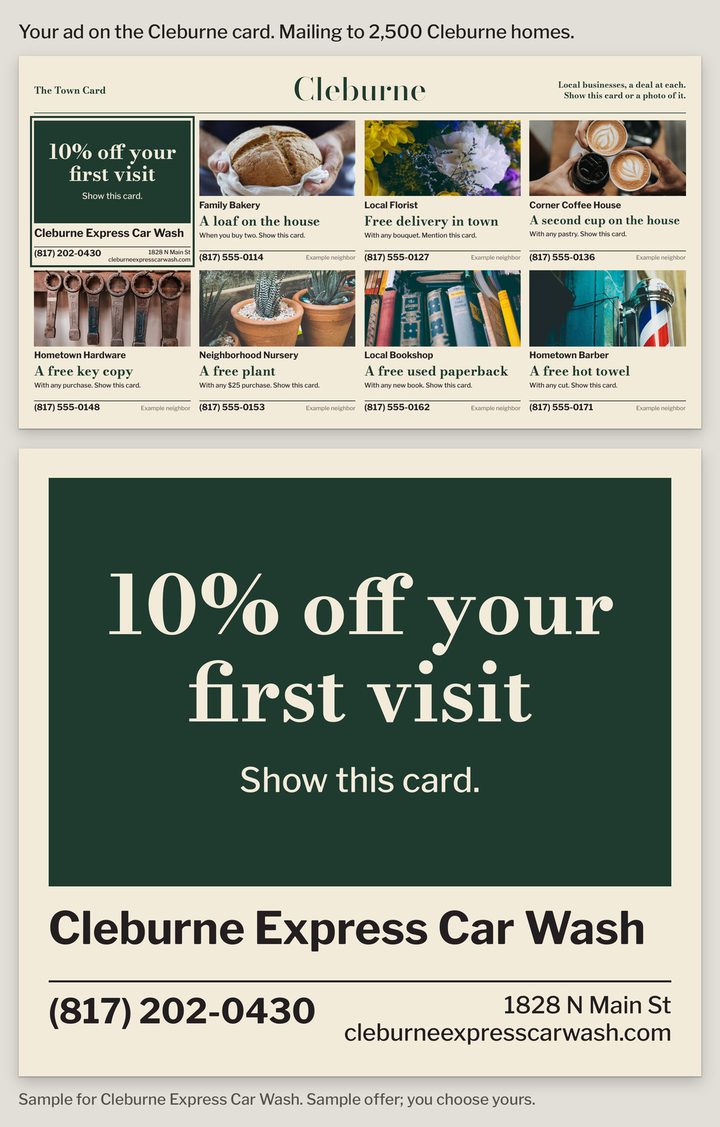 Your ad on the Cleburne card. Mailing to 2,500 Cleburne homes.
The Town Card
Cleburne
Local businesses, a deal at each.
Show this card or a photo of it.
10% off your
first visit
Show this card.
Cleburne Express Car Wash
(817) 202-0430
1828 N Main St
cleburneexpresscarwash.com
Family Bakery
A loaf on the house
When you buy two. Show this card.
(817) 555-0114
Example neighbor
Local Florist
Free delivery in town
With any bouquet. Mention this card.
(817) 555-0127
Example neighbor
Corner Coffee House
A second cup on the house
With any pastry. Show this card.
(817) 555-0136
Example neighbor
Hometown Hardware
A free key copy
With any purchase. Show this card.
(817) 555-0148
Example neighbor
Neighborhood Nursery
A free plant
With any $25 purchase. Show this card.
(817) 555-0153
Example neighbor
Local Bookshop
A free used paperback
With any new book. Show this card.
(817) 555-0162
Example neighbor
Hometown Barber
A free hot towel
With any cut. Show this card.
(817) 555-0171
Example neighbor
10% off your
first visit
Show this card.
Cleburne Express Car Wash
(817) 202-0430
1828 N Main St
cleburneexpresscarwash.com
Sample for Cleburne Express Car Wash. Sample offer; you choose yours.